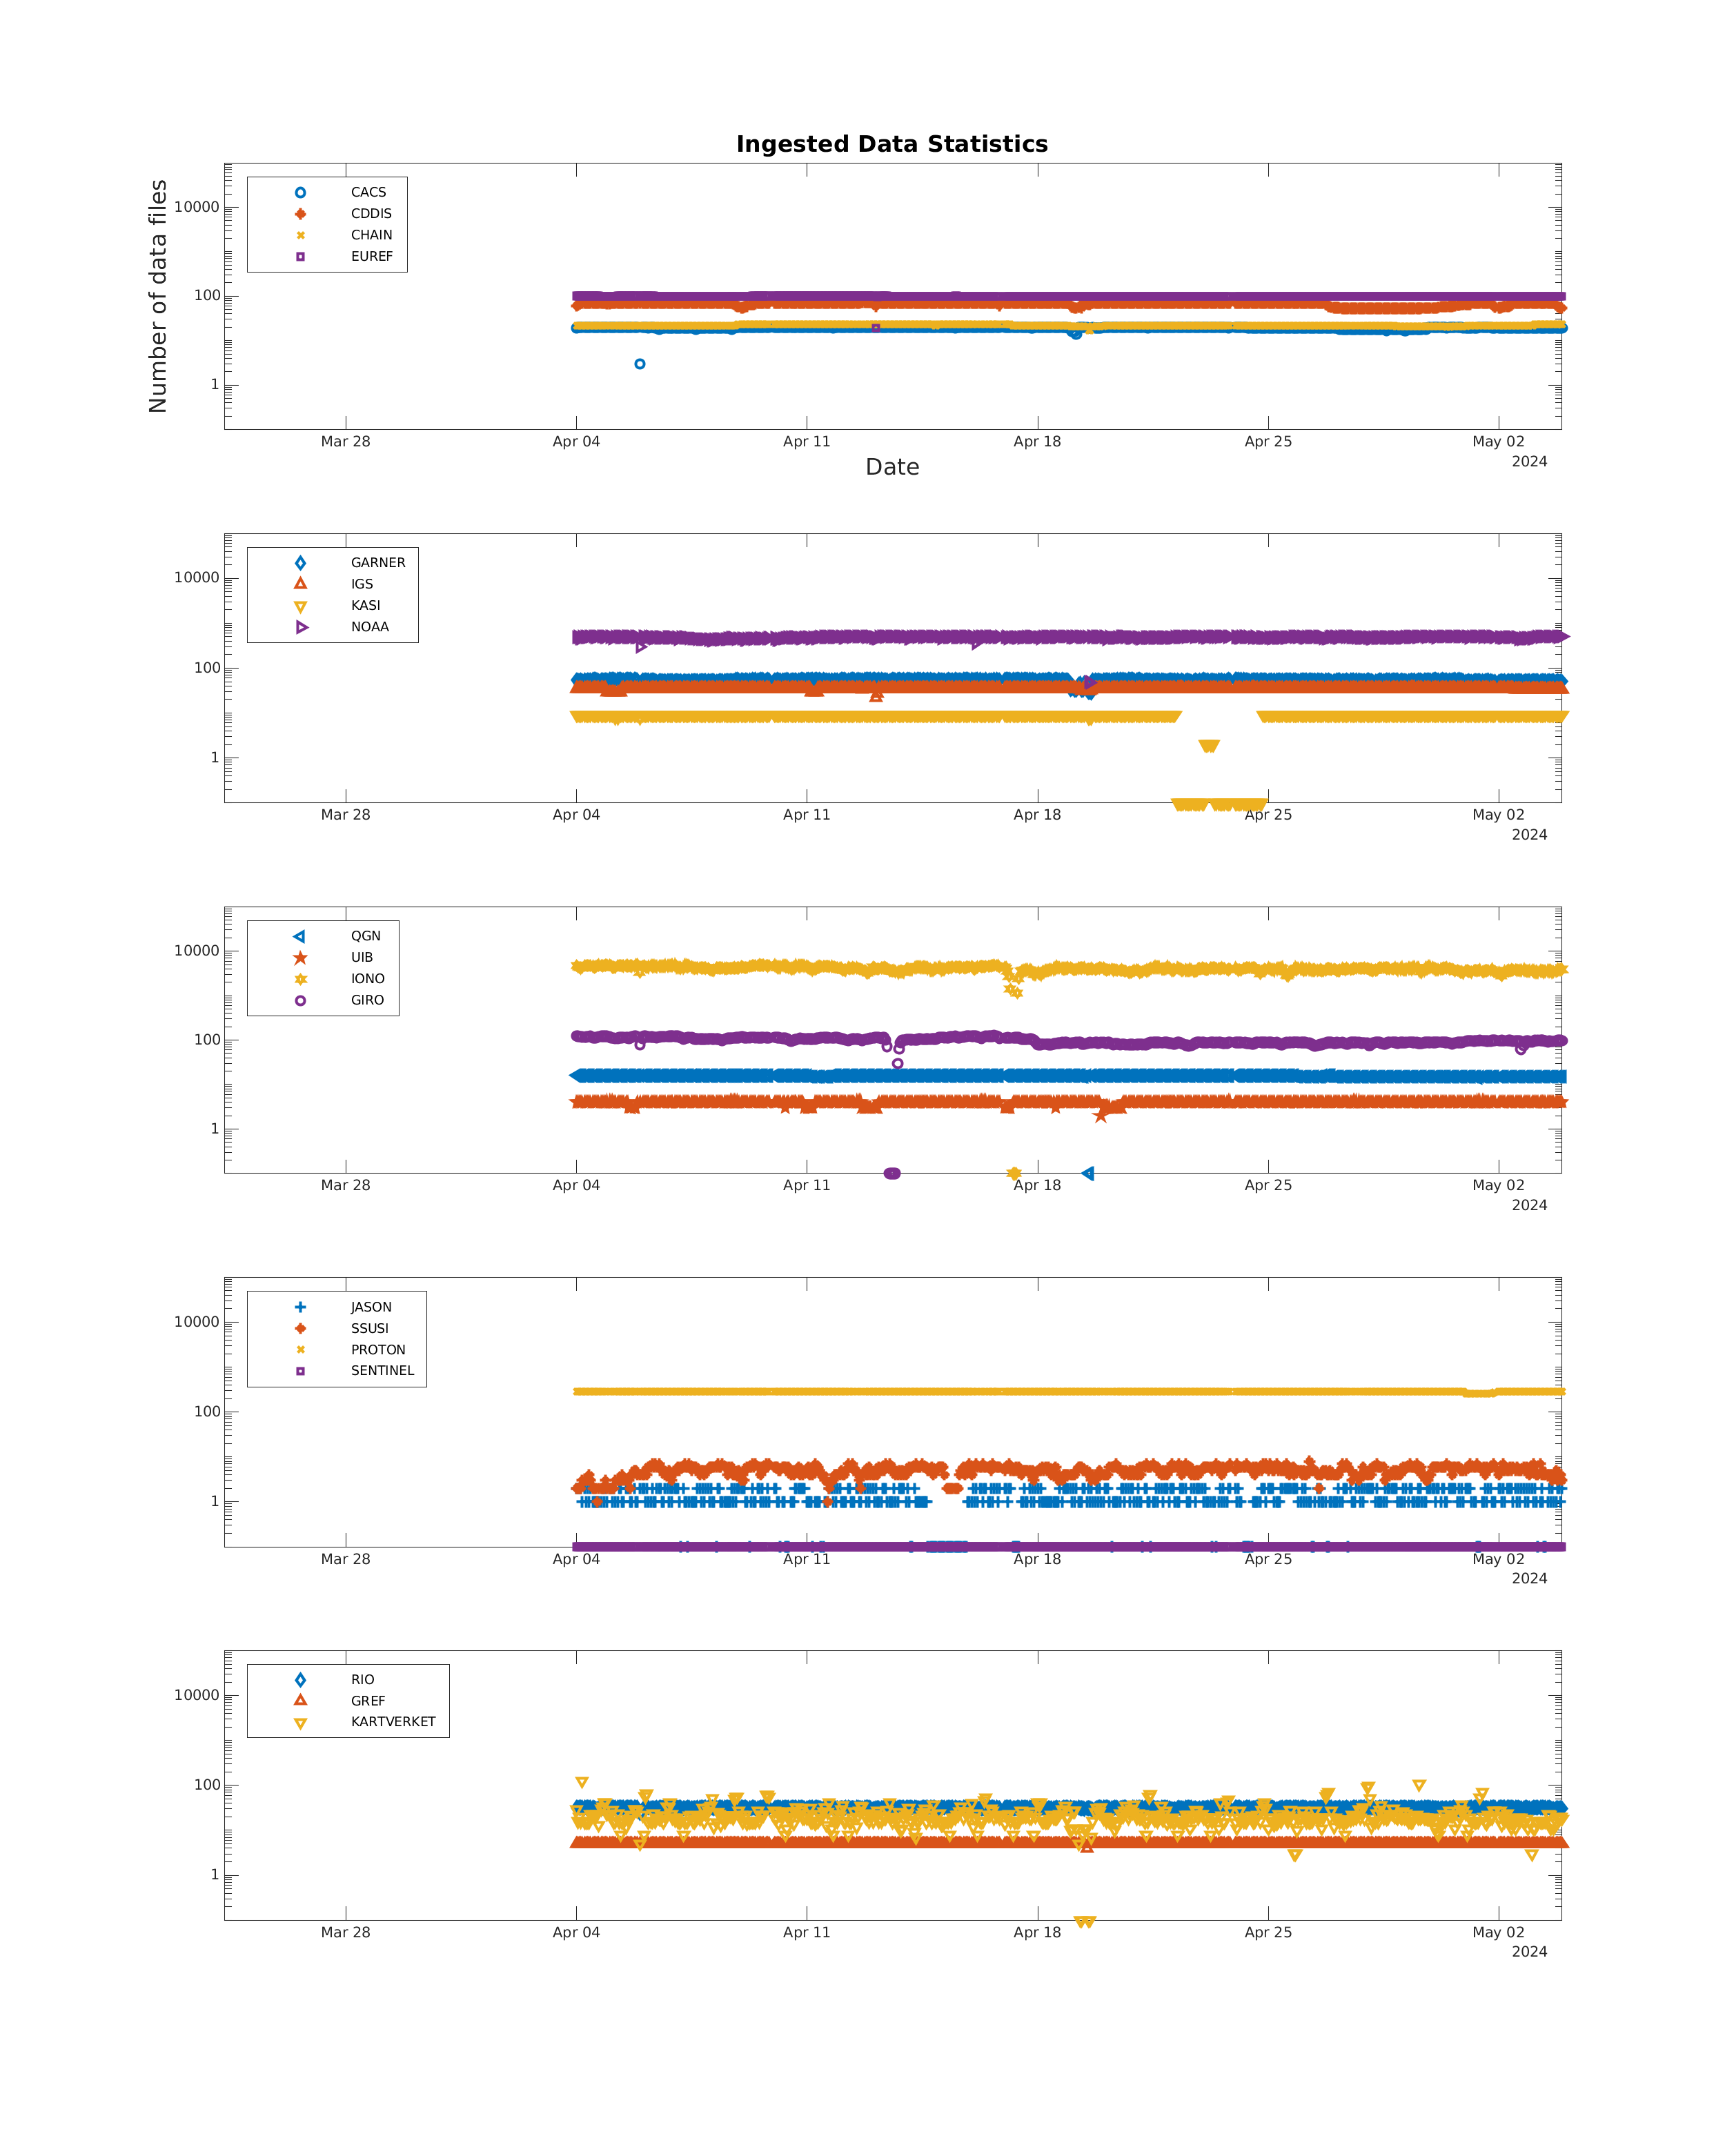 Ingested Data Statistics
Number of data files
10000
100
1
CACS
CDDIS
CHAIN
EUREF
Mar 28 Apr 04 Apr 11 Apr 18 Apr 25 May 02
2024
Date
10000
100
1
GARNER
IGS
KASI
NOAA
Mar 28 Apr 04 Apr 11 Apr 18 Apr 25 May 02
2024
10000
100
1
QGN
UIB
IONO
GIRO
Mar 28 Apr 04 Apr 11 Apr 18 Apr 25 May 02
2024
10000
100
1
JASON
SSUSI
PROTON
SENTINEL
Mar 28 Apr 04 Apr 11 Apr 18 Apr 25 May 02
2024
10000
100
1
RIO
GREF
KARTVERKET
Mar 28 Apr 04 Apr 11 Apr 18 Apr 25 May 02
2024